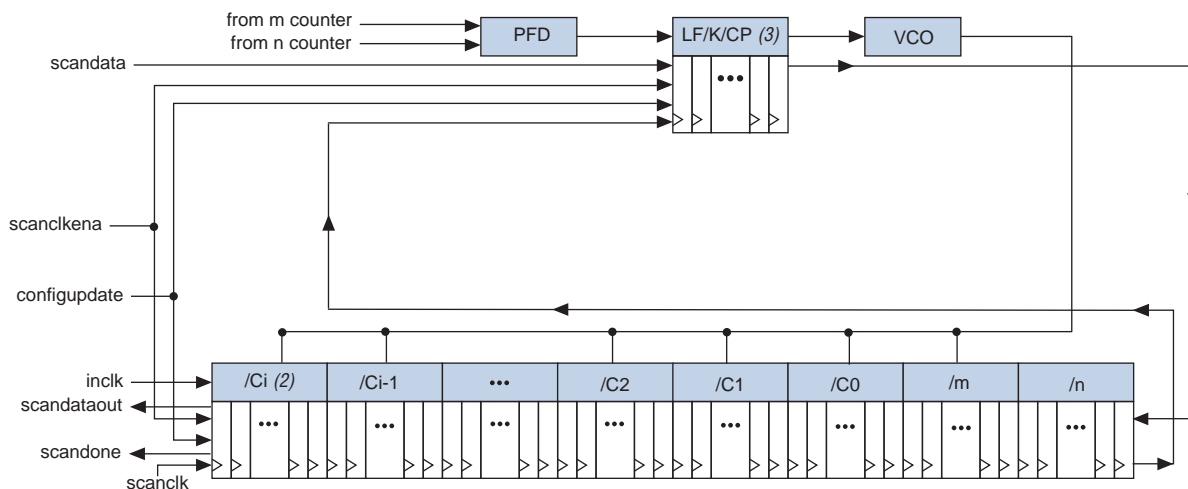 from m counter
from n counter
PFD
LF/K/CP (3)
VCO
scandata
•••
scanclkena
configupdate
inclk
/Ci (2)
/Ci-1
•••
/C2
/C1
/C0
/m
/n
scandataout
••• ••• ••• ••• ••• ••• ••• •••
scandone
scanclk